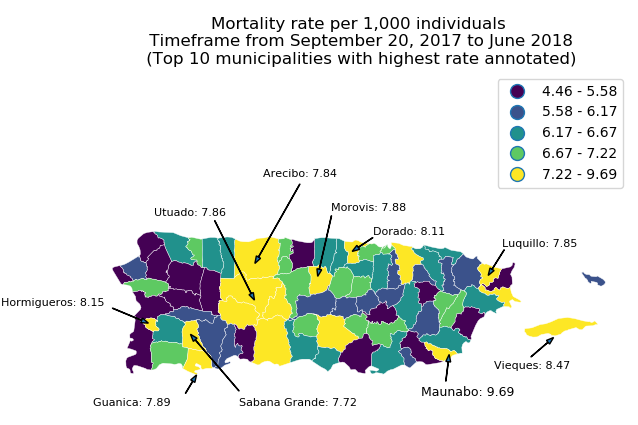 Mortality rate per 1,000 individuals
Timeframe from September 20, 2017 to June 2018
(Top 10 municipalities with highest rate annotated)
4.46 - 5.58
5.58 - 6.17
6.17 - 6.67
6.67 - 7.22
7.22 - 9.69
Arecibo: 7.84
Utuado: 7.86
Morovis: 7.88
Dorado: 8.11
Luquillo: 7.85
Hormigueros: 8.15
Vieques: 8.47
Maunabo: 9.69
Guanica: 7.89
Sabana Grande: 7.72